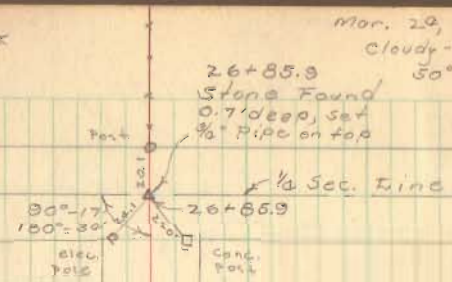 Mar. 29,
Cloudy -
50°
26+85.9
Stone Found
0.7' deep, set
3/4" Pipe on top
Post
20.1
1/4 Sec. Line
90°-17'
26+85.9
180°-30'
elec.
pole
Conc.
Post